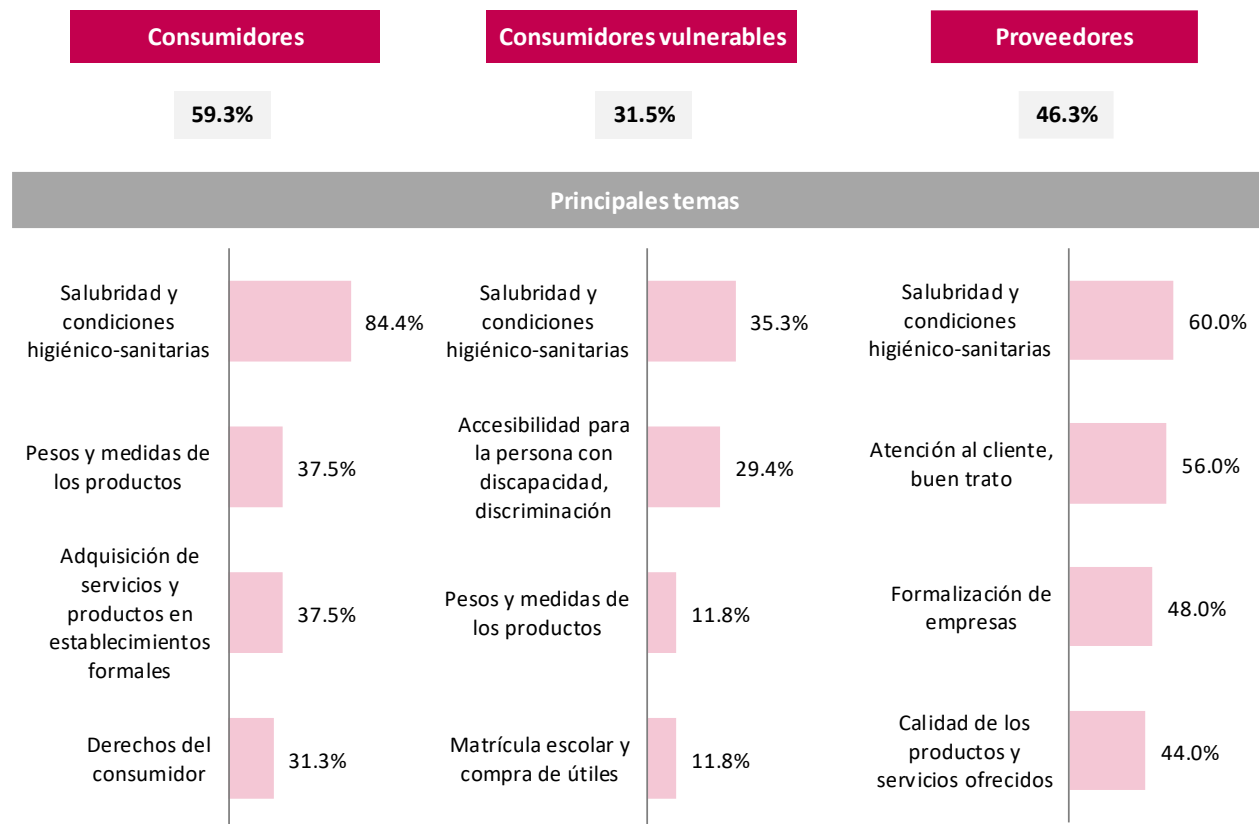 Consumidores
Consumidores vulnerables
Proveedores
59.3%
31.5%
46.3%
Principales temas
Salubridad y
condiciones
higiénico-sanitarias
84.4%
Pesos y medidas de
los productos
37.5%
Adquisición de
servicios y
productos en
establecimientos
formales
37.5%
Derechos del
consumidor
31.3%
Salubridad y
condiciones
higiénico-sanitarias
35.3%
Accesibilidad para
la persona con
discapacidad,
discriminación
29.4%
Pesos y medidas de
los productos
11.8%
Matrícula escolar y
compra de útiles
11.8%
Salubridad y
condiciones
higiénico-sanitarias
60.0%
Atención al cliente,
buen trato
56.0%
Formalización de
empresas
48.0%
Calidad de los
productos y
servicios ofrecidos
44.0%